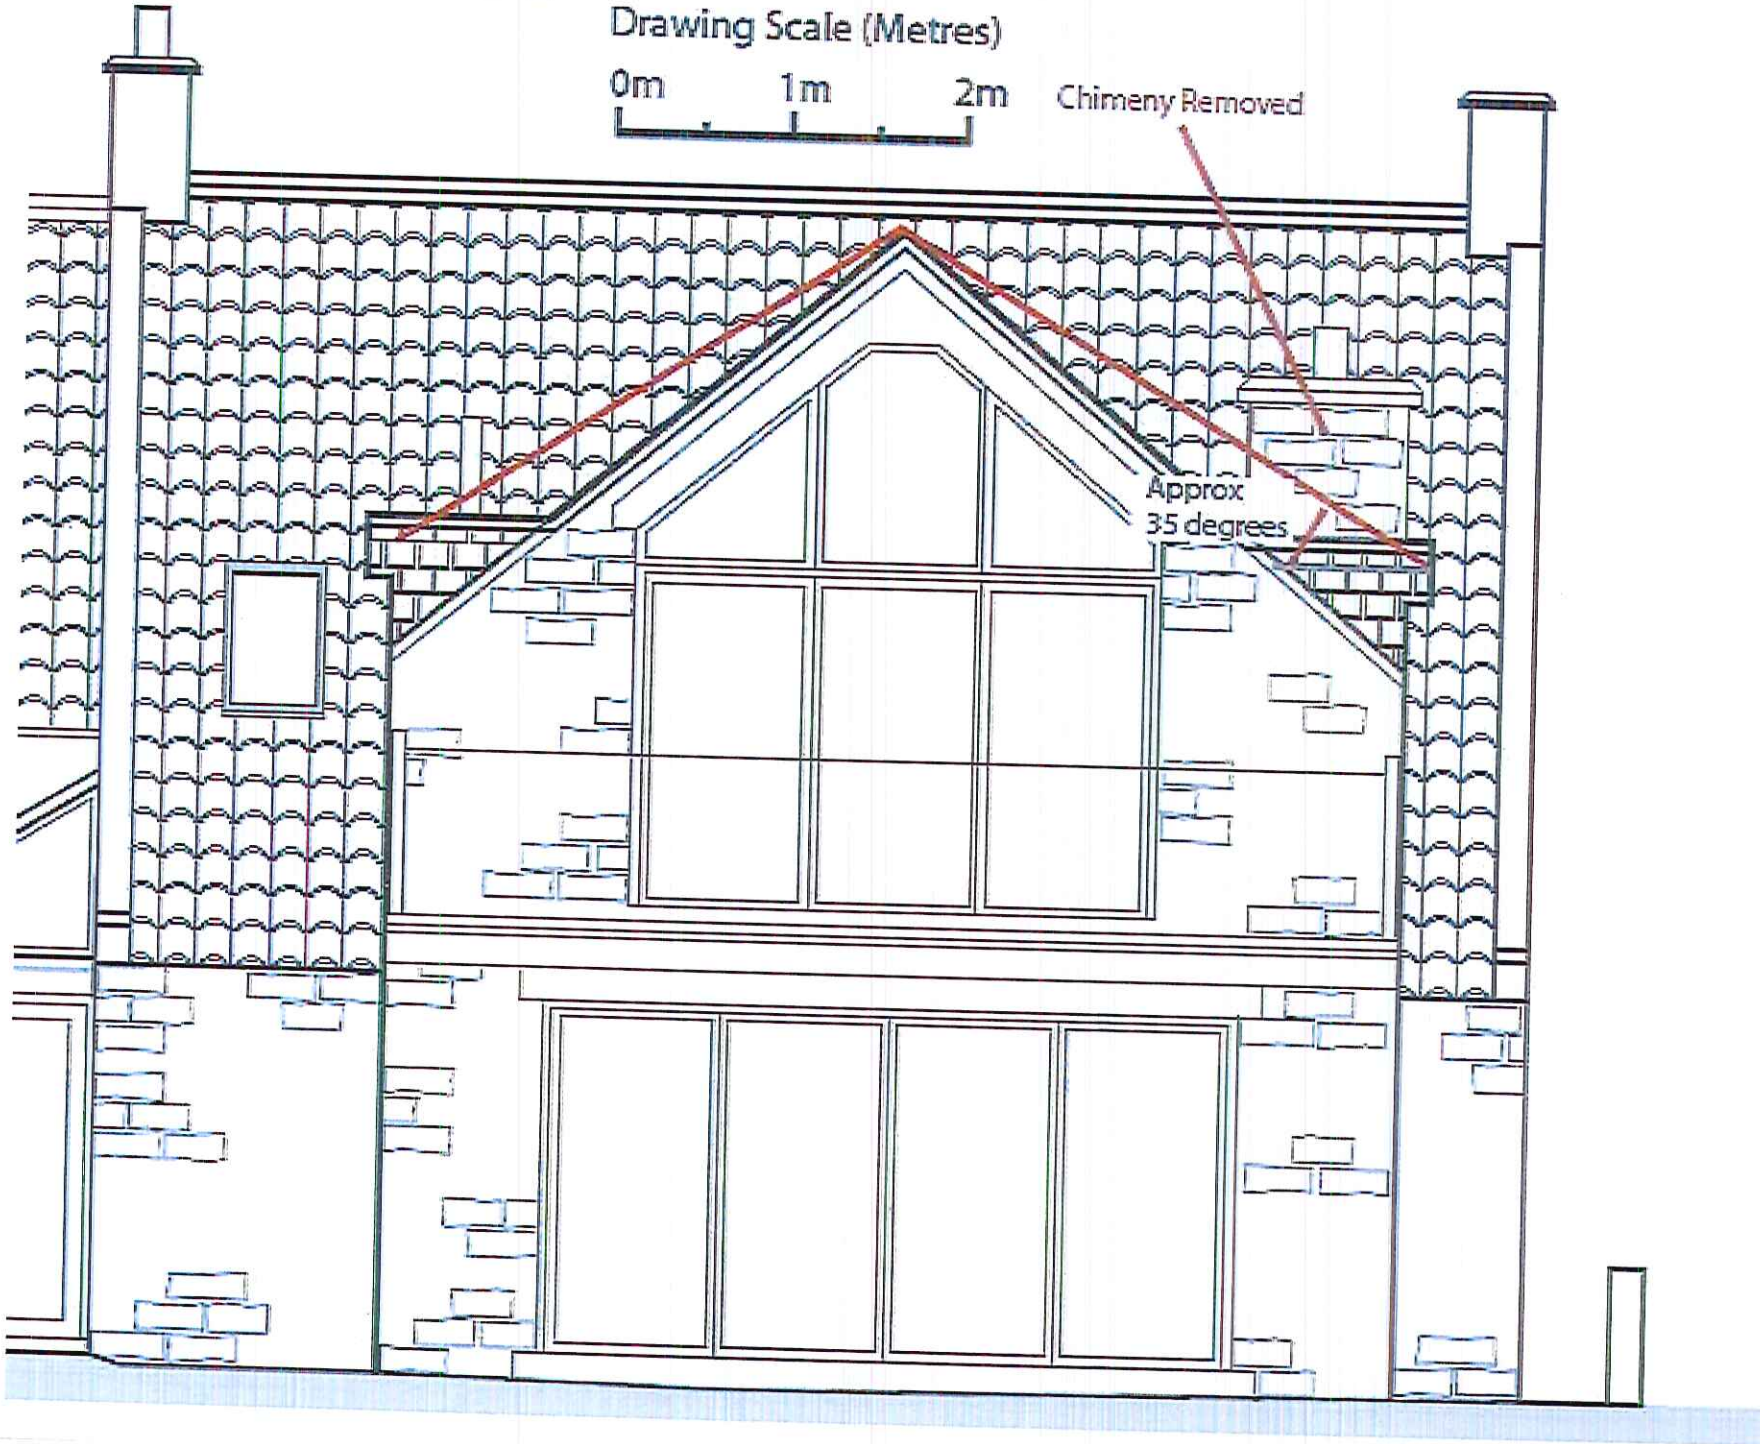 Drawing Scale (Metres)
0m 1m 2m
Chimeny Removed
Approx
35 degrees